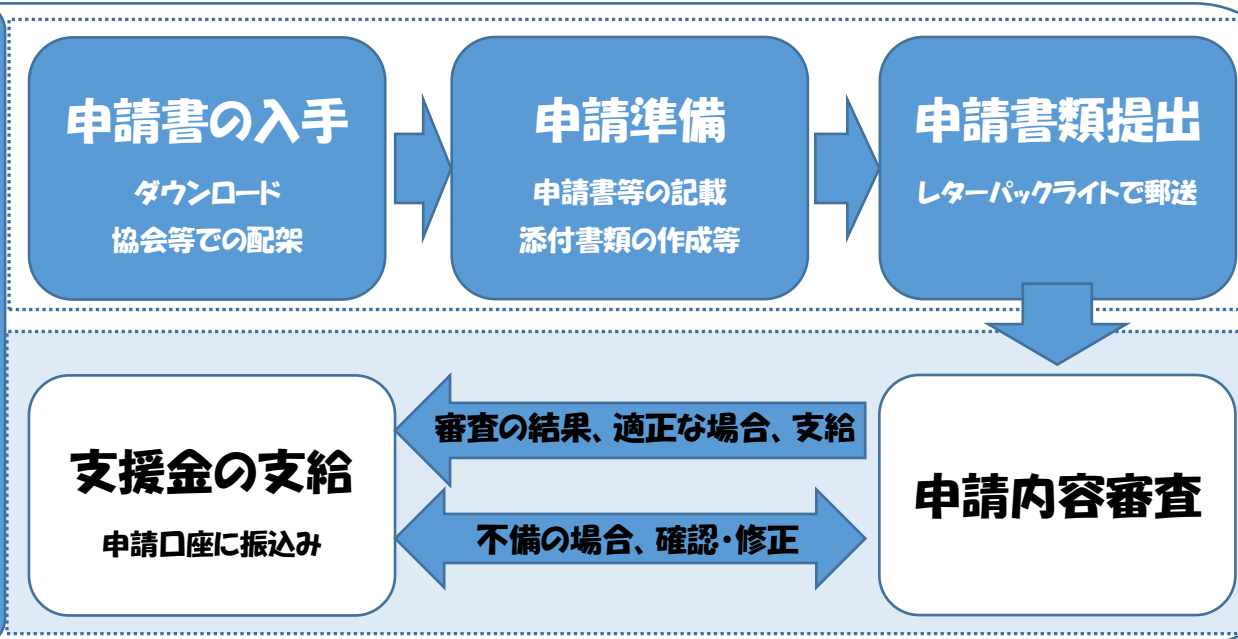 申請書の入手
ダウンロード
協会等での配架
申請準備
申請書等の記載
添付書類の作成等
申請書類提出
レターパックライトで郵送
支援金の支給
申請口座に振込み
審査の結果、適正な場合、支給
不備の場合、確認・修正
申請内容審査